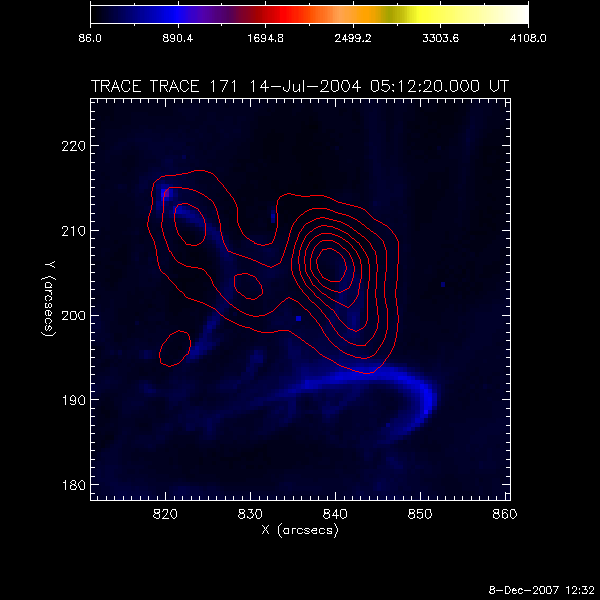 86.0 890.4 1694.8 2499.2 3303.6 4108.0
TRACE TRACE 171 14-Jul-2004 05:12:20.000 UT
220
210
200
190
180
Y (arcsecs)
820 830 840 850 860
X (arcsecs)
8-Dec-2007 12:32